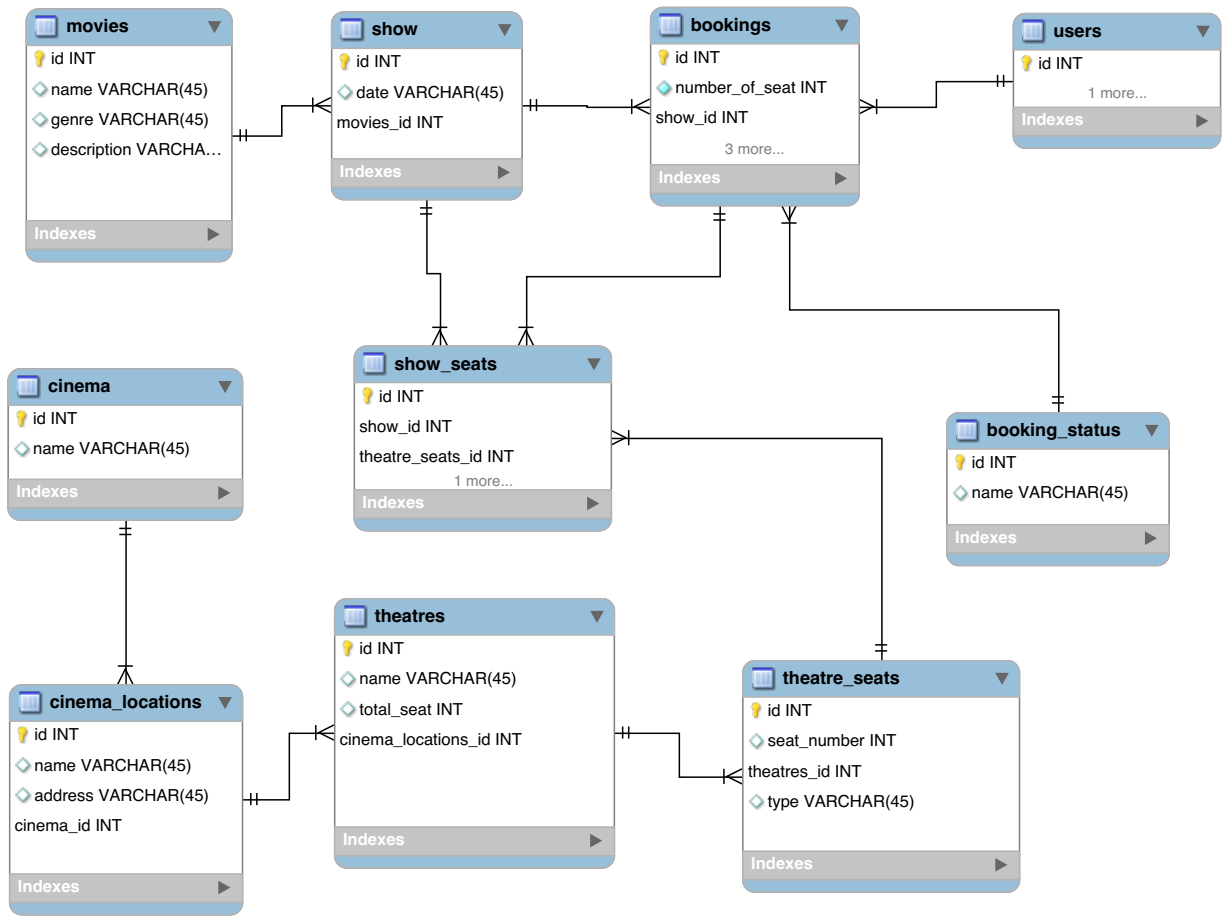 movies
id INT
name VARCHAR(45)
genre VARCHAR(45)
description VARCHA...
Indexes
show
id INT
date VARCHAR(45)
movies_id INT
Indexes
bookings
id INT
number_of_seat INT
show_id INT
3 more...
Indexes
users
id INT
1 more...
Indexes
show_seats
id INT
show_id INT
theatre_seats_id INT
1 more...
Indexes
cinema
id INT
name VARCHAR(45)
Indexes
booking_status
id INT
name VARCHAR(45)
Indexes
cinema_locations
id INT
name VARCHAR(45)
address VARCHAR(45)
cinema_id INT
Indexes
theatres
id INT
name VARCHAR(45)
total_seat INT
cinema_locations_id INT
Indexes
theatre_seats
id INT
seat_number INT
theatres_id INT
type VARCHAR(45)
Indexes